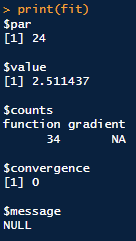 > print(fit)
$par
[1] 24
$value
[1] 2.511437
$counts
function gradient
34 NA
$convergence
[1] 0
$message
NULL